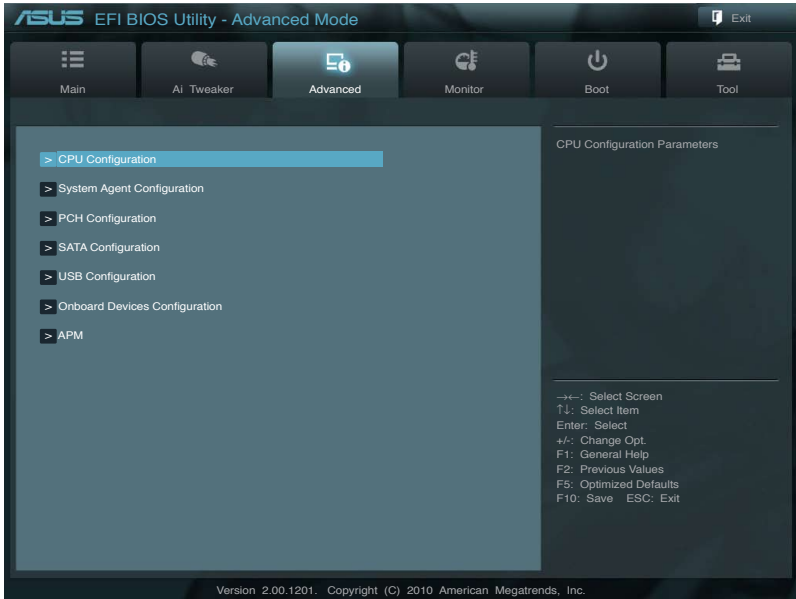 ASUS EFI BIOS Utility - Advanced Mode
Exit
Main
Ai Tweaker
Advanced
Monitor
Boot
Tool
> CPU Configuration
> System Agent Configuration
> PCH Configuration
> SATA Configuration
> USB Configuration
> Onboard Devices Configuration
> APM
CPU Configuration Parameters
→←: Select Screen
↑↓: Select Item
Enter: Select
+/-: Change Opt.
F1: General Help
F2: Previous Values
F5: Optimized Defaults
F10: Save ESC: Exit
Version 2.00.1201. Copyright (C) 2010 American Megatrends, Inc.